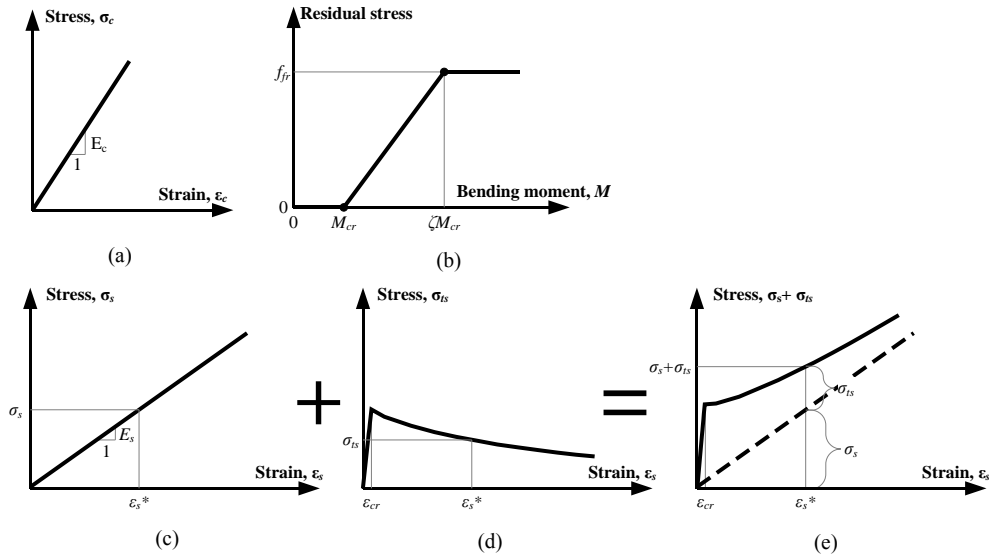 Stress, σc
Ec
1
Strain, εc
(a)
Residual stress
ffr
0
0
Mcr
ζMcr
Bending moment, M
(b)
Stress, σs
σs
Es
1
Strain, εs
εs*
(c)
+
Stress, σts
σts
Strain, εs
εcr
εs*
(d)
=
Stress, σs+ σts
σs+σts
σts
σs
Strain, εs
εcr
εs*
(e)